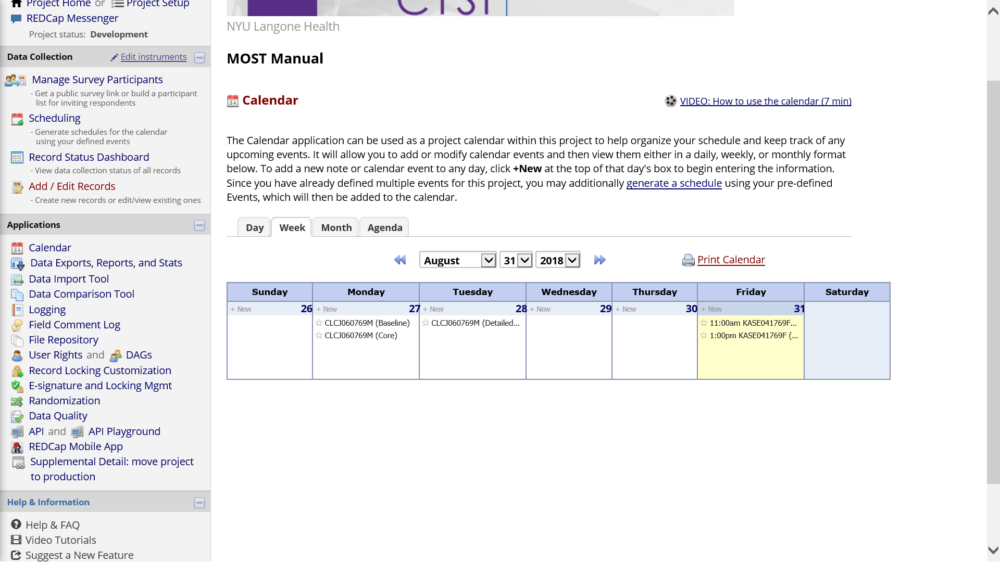 Project Home or Project Setup
REDCap Messenger
Project status: Development
Data Collection Edit instruments
Manage Survey Participants
- Get a public survey link or build a participant
list for inviting respondents
Scheduling
- Generate schedules for the calendar
using your defined events
Record Status Dashboard
- View data collection status of all records
Add / Edit Records
- Create new records or edit/view existing ones
Applications
Calendar
Data Exports, Reports, and Stats
Data Import Tool
Data Comparison Tool
Logging
Field Comment Log
File Repository
User Rights and DAGs
Record Locking Customization
E-signature and Locking Mgmt
Randomization
Data Quality
API and API Playground
REDCap Mobile App
Supplemental Detail: move project
to production
Help & Information
Help & FAQ
Video Tutorials
Suggest a New Feature
CTSI
NYU Langone Health
MOST Manual
Calendar
VIDEO: How to use the calendar (7 min)
The Calendar application can be used as a project calendar within this project to help organize your schedule and keep track of any
upcoming events. It will allow you to add or modify calendar events and then view them either in a daily, weekly, or monthly format
below. To add a new note or calendar event to any day, click +New at the top of that day's box to begin entering the information.
Since you have already defined multiple events for this project, you may additionally generate a schedule using your pre-defined
Events, which will then be added to the calendar.
Day Week Month Agenda
August 31 2018 Print Calendar
Sunday Monday Tuesday Wednesday Thursday Friday Saturday
+ New 26 + New 27 + New 28 + New 29 + New 30 + New 31
CLCJ060769M (Baseline) CLCJ060769M (Detailed... 11:00am KASE041769F...
CLCJ060769M (Core) 1:00pm KASE041769F (...